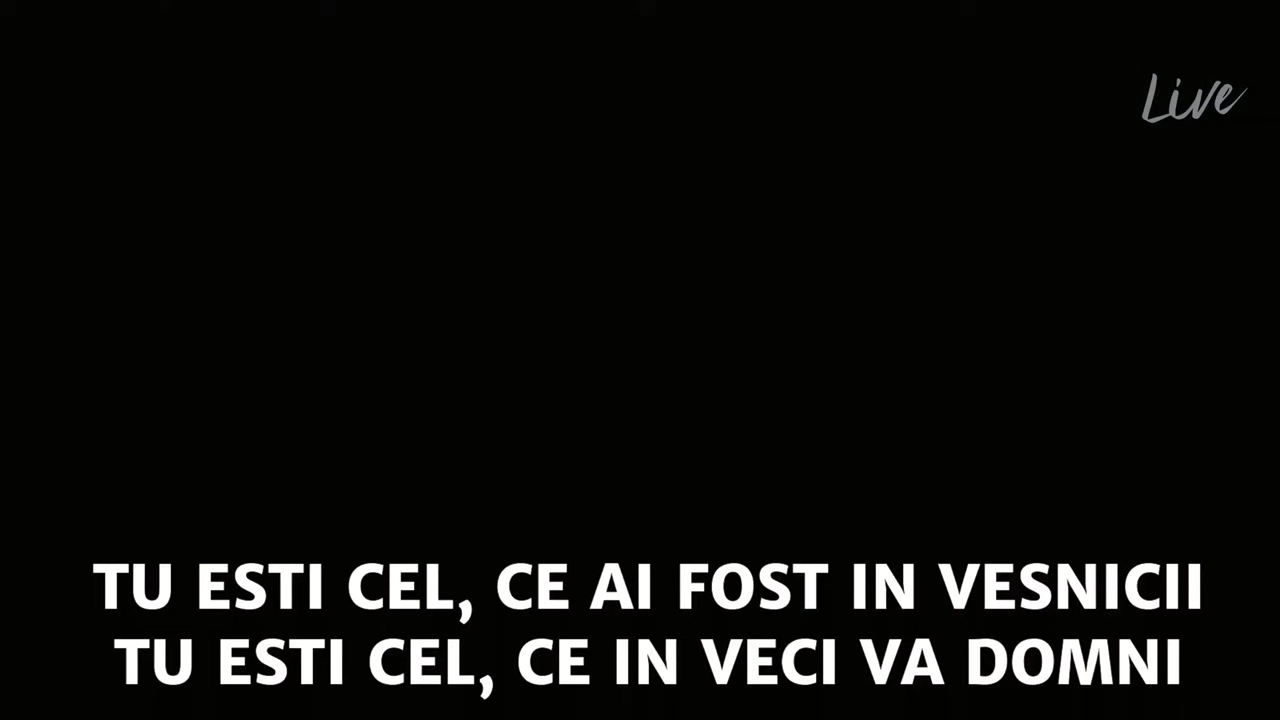 Live
TU ESTI CEL, CE AI FOST IN VESNICII
TU ESTI CEL, CE IN VECI VA DOMNI